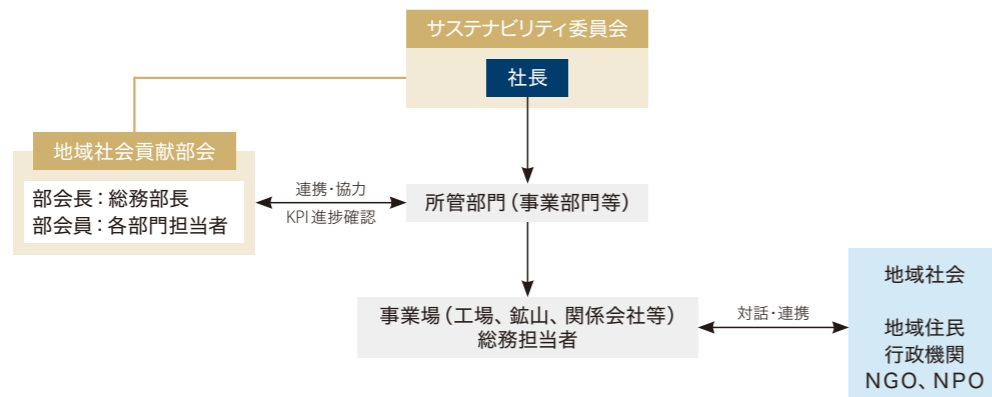 サステナビリティ委員会
社長
地域社会貢献部会
部会長：総務部長
部会員：各部門担当者
連携・協力
KPI進捗確認
所管部門（事業部門等）
事業場（工場、鉱山、関係会社等）
総務担当者
対話・連携
地域社会
地域住民
行政機関
NGO、NPO